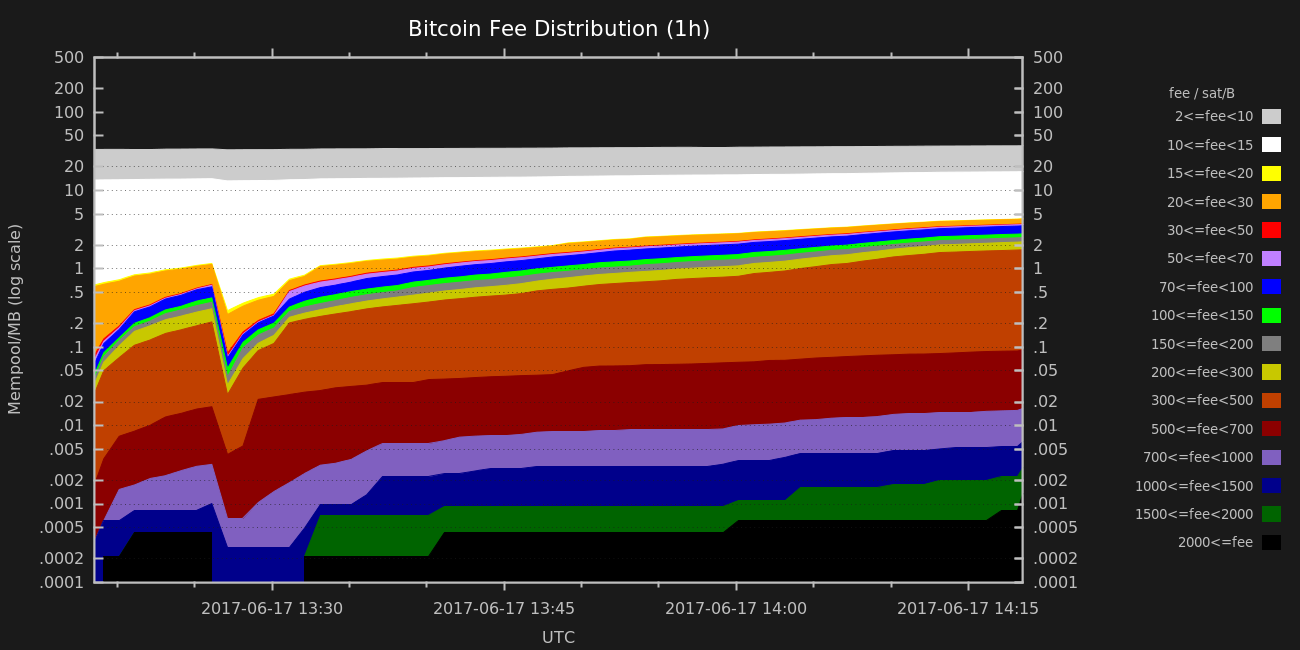 Bitcoin Fee Distribution (1h)
Mempool/MB (log scale)
500
200
100
50
20
10
5
2
1
.5
.2
.1
.05
.02
.01
.005
.002
.001
.0005
.0002
.0001
500
200
100
50
20
10
5
2
1
.5
.2
.1
.05
.02
.01
.005
.002
.001
.0005
.0002
.0001
2017-06-17 13:30 2017-06-17 13:45 2017-06-17 14:00 2017-06-17 14:15
UTC
fee / sat/B
2<=fee<10
10<=fee<15
15<=fee<20
20<=fee<30
30<=fee<50
50<=fee<70
70<=fee<100
100<=fee<150
150<=fee<200
200<=fee<300
300<=fee<500
500<=fee<700
700<=fee<1000
1000<=fee<1500
1500<=fee<2000
2000<=fee